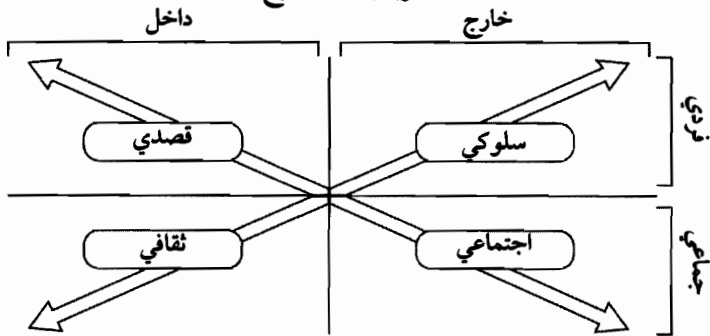 خارج
داخل
فردي
سلوكي
قصدي
جماعي
اجتماعي
ثقافي